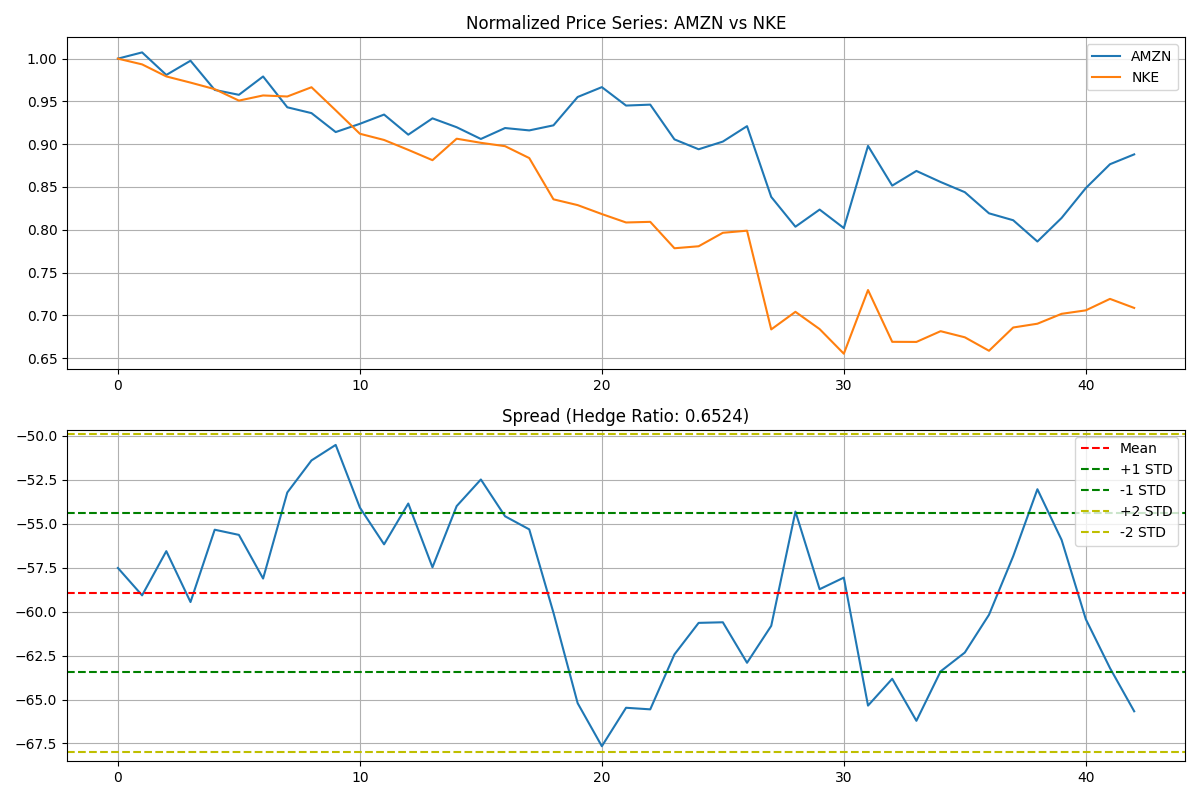 Normalized Price Series: AMZN vs NKE
AMZN
NKE
1.00
0.95
0.90
0.85
0.80
0.75
0.70
0.65
0 10 20 30 40
Spread (Hedge Ratio: 0.6524)
Mean
+1 STD
-1 STD
+2 STD
-2 STD
−50.0
−52.5
−55.0
−57.5
−60.0
−62.5
−65.0
−67.5
0 10 20 30 40